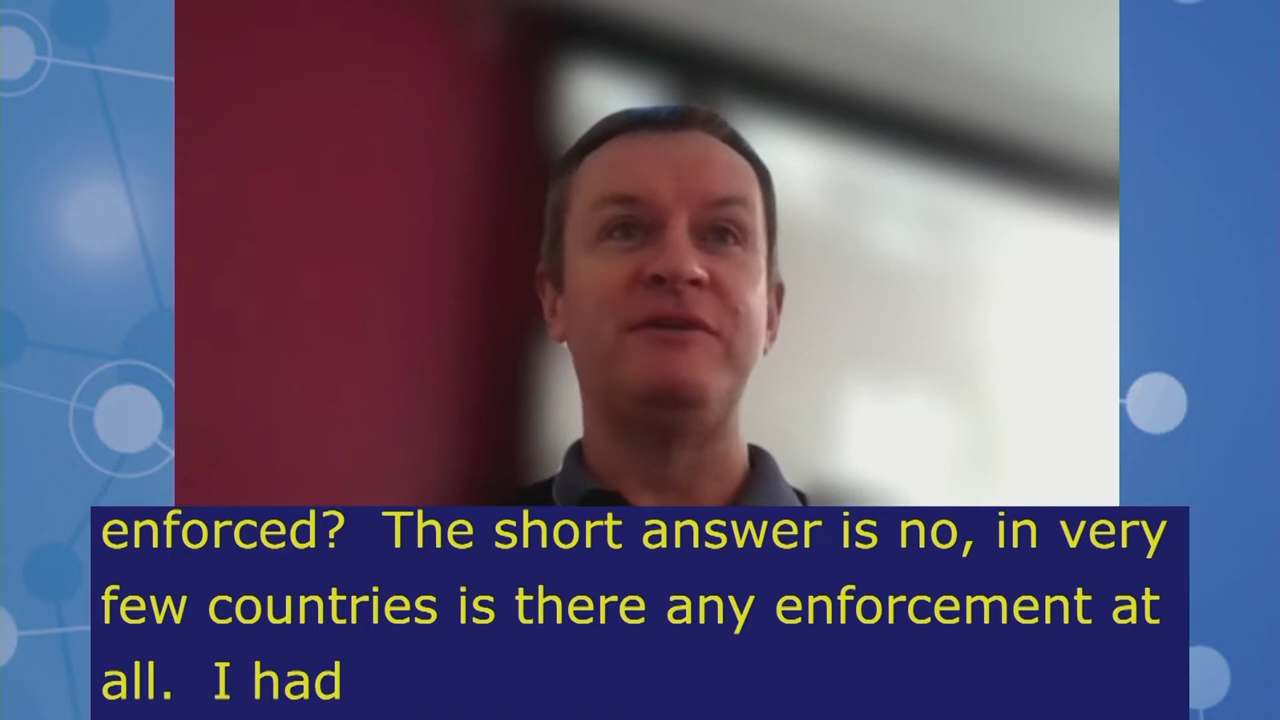 enforced?  The short answer is no, in very
few countries is there any enforcement at
all.  I had